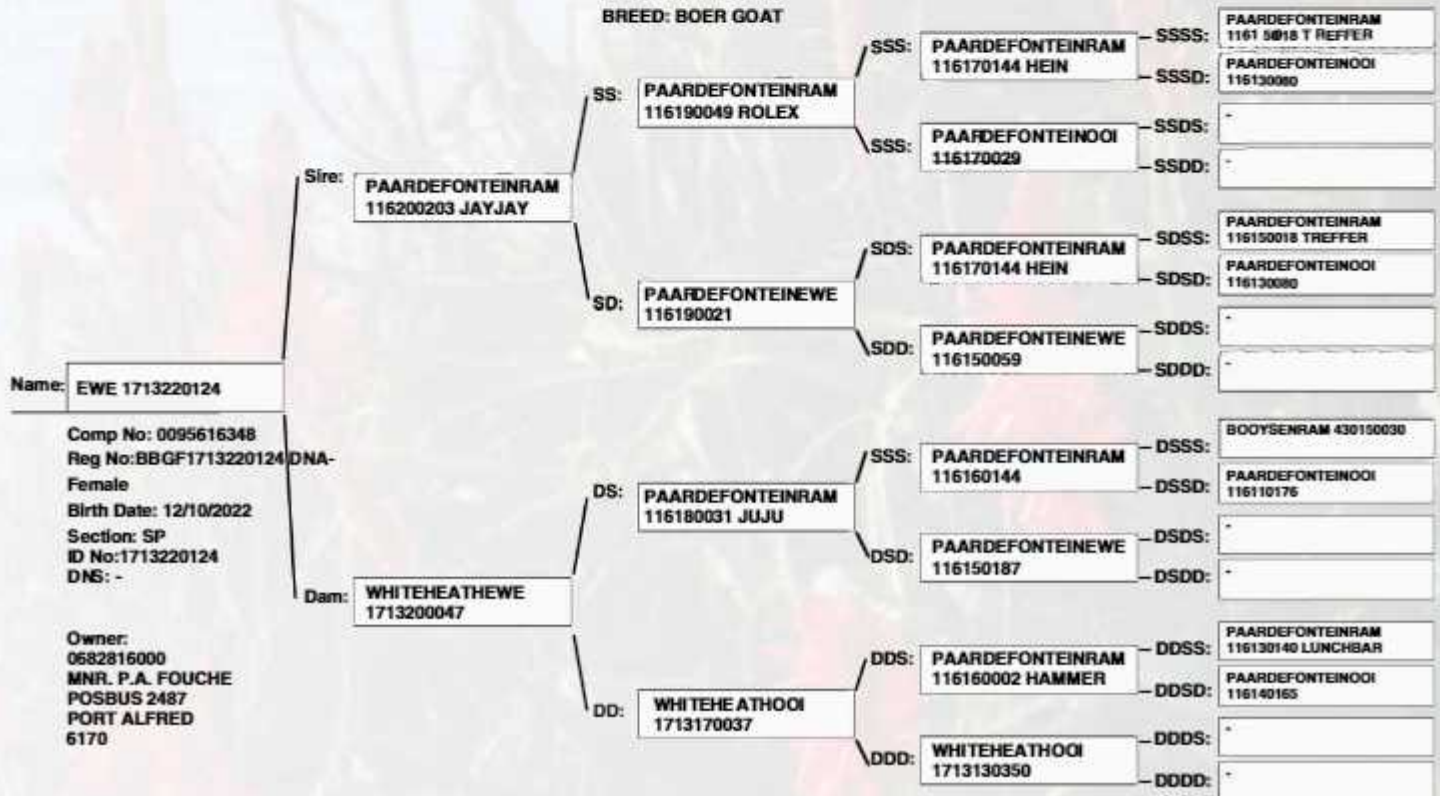 BREED: BOER GOAT
Name:
EWE 1713220124
Comp No: 0095616348
Reg No:BBGF1713220124 DNA-
Female
Birth Date: 12/10/2022
Section: SP
ID No:1713220124
DNS: -
Owner:
0682816000
MNR. P.A. FOUCHE
POSBUS 2487
PORT ALFRED
6170
Sire:
PAARDEFONTEINRAM
116200203 JAYJAY
Dam:
WHITEHEATHEWE
1713200047
SS:
PAARDEFONTEINRAM
116190049 ROLEX
SD:
PAARDEFONTEINEWE
116190021
DS:
PAARDEFONTEINRAM
116180031 JUJU
DD:
WHITEHEATHOOI
1713170037
SSS:
PAARDEFONTEINRAM
116170144 HEIN
SSS:
PAARDEFONTEINOOI
116170029
SDS:
PAARDEFONTEINRAM
116170144 HEIN
SDD:
PAARDEFONTEINEWE
116150059
SSS:
PAARDEFONTEINRAM
116160144
DSD:
PAARDEFONTEINEWE
116150187
DDS:
PAARDEFONTEINRAM
116160002 HAMMER
DDD:
WHITEHEATHOOI
1713130350
SSSS:
PAARDEFONTEINRAM
1161 5018 T REFFER
SSSD:
PAARDEFONTEINOOI
116130080
SSDS:
-
SSDD:
-
SDSS:
PAARDEFONTEINRAM
116150018 TREFFER
SDSD:
PAARDEFONTEINOOI
116130080
SDDS:
-
SDDD:
-
DSSS:
BOOYSENRAM 430150030
DSSD:
PAARDEFONTEINOOI
116110176
DSDS:
-
DSDD:
-
DDSS:
PAARDEFONTEINRAM
116130140 LUNCHBAR
DDSD:
PAARDEFONTEINOOI
116140165
DDDS:
-
DDDD:
-